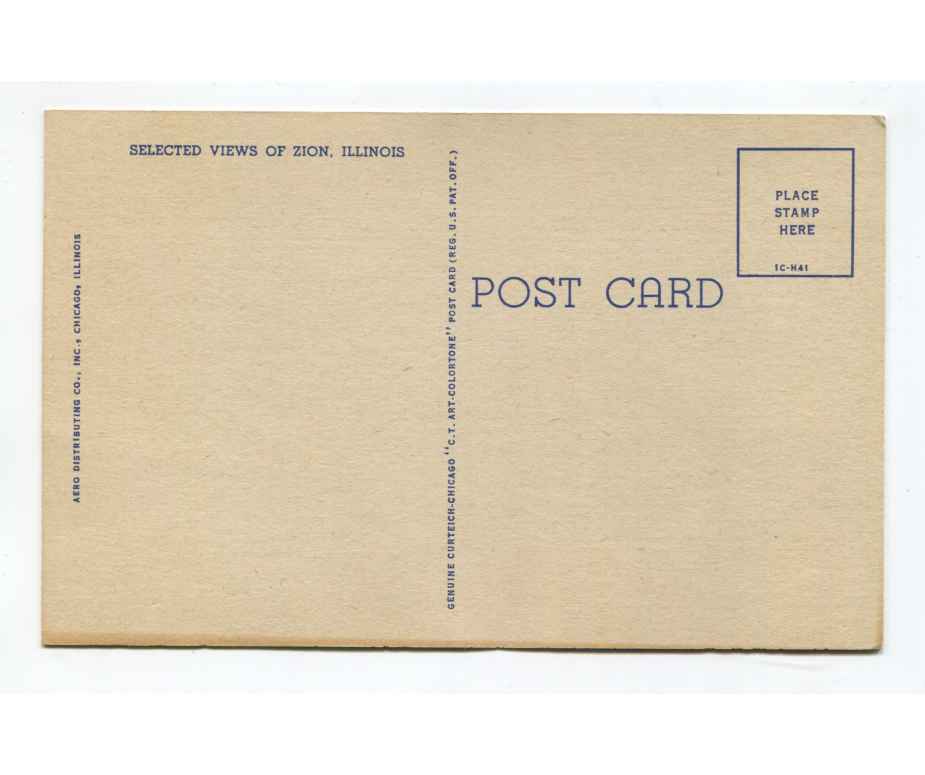 SELECTED VIEWS OF ZION, ILLINOIS
AERO DISTRIBUTING CO., INC., CHICAGO, ILLINOIS
GENUINE CURTEICH-CHICAGO "C.T. ART-COLORTONE" POST CARD (REG. U.S. PAT. OFF.)
POST CARD
PLACE
STAMP
HERE
1C-H41